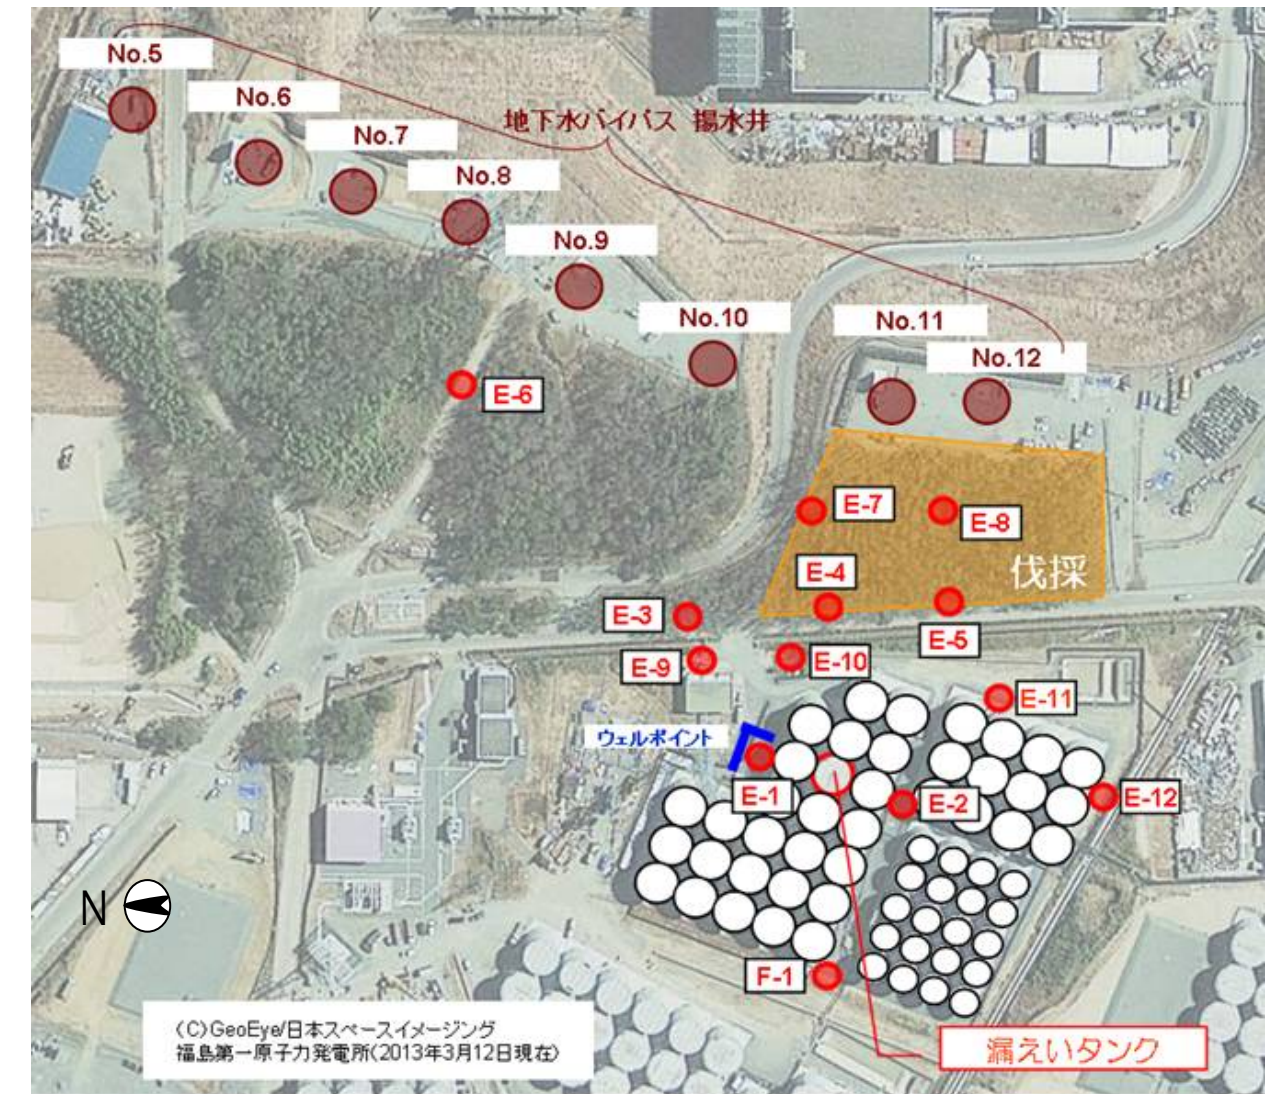 No.5
No.6
No.7
地下水バイパス 揚水井
No.8
No.9
No.10
No.11
No.12
E-6
E-7
E-8
伐採
E-4
E-3
E-5
E-9
E-10
E-11
ウェルポイント
E-1
E-2
E-12
N
F-1
(C)GeoEye/日本スペースイメージング
福島第一原子力発電所(2013年3月12日現在)
漏えいタンク